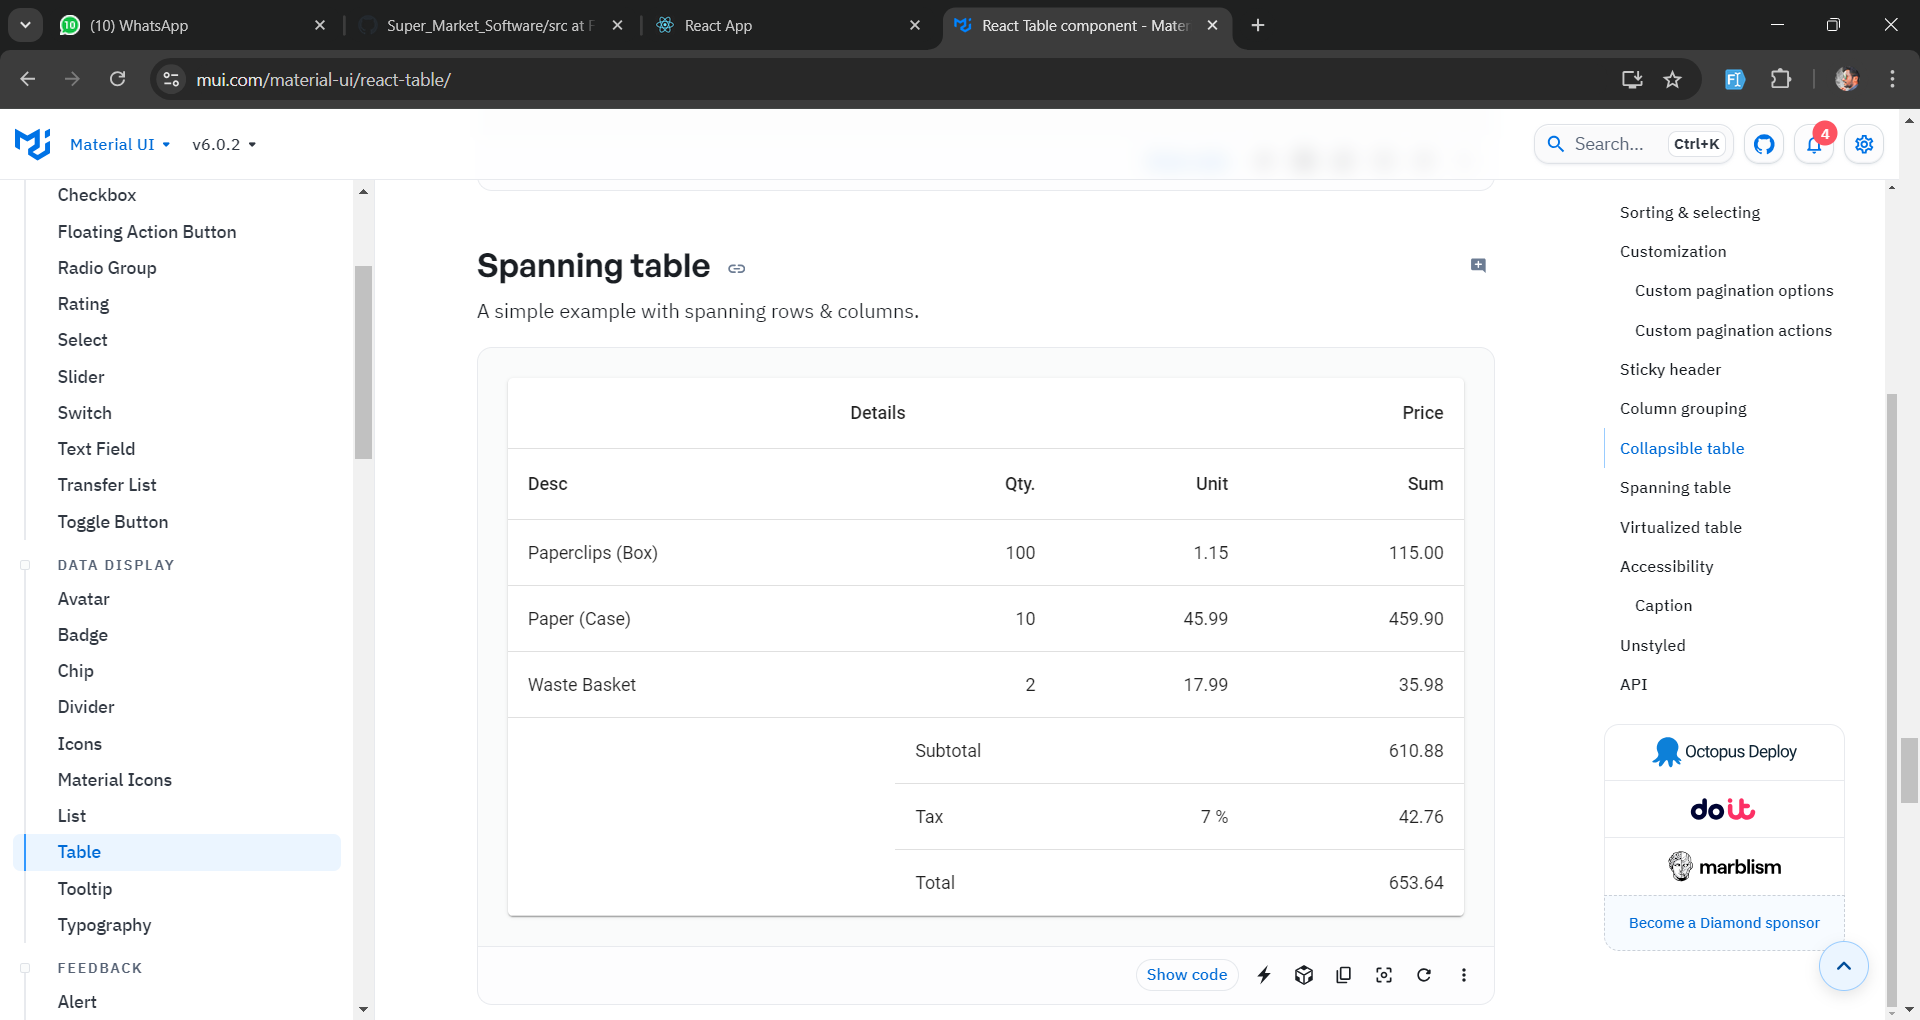 (10) WhatsApp
Super_Market_Software/src at F
React App
React Table component - Mater
mui.com/material-ui/react-table/
Material UI
v6.0.2
Search...
Ctrl+K
4
Checkbox
Floating Action Button
Radio Group
Rating
Select
Slider
Switch
Text Field
Transfer List
Toggle Button
DATA DISPLAY
Avatar
Badge
Chip
Divider
Icons
Material Icons
List
Table
Tooltip
Typography
FEEDBACK
Alert
Spanning table
A simple example with spanning rows & columns.
Details Price
Desc Qty. Unit Sum
Paperclips (Box) 100 1.15 115.00
Paper (Case) 10 45.99 459.90
Waste Basket 2 17.99 35.98
Subtotal 610.88
Tax 7 % 42.76
Total 653.64
Show code
Sorting & selecting
Customization
Custom pagination options
Custom pagination actions
Sticky header
Column grouping
Collapsible table
Spanning table
Virtualized table
Accessibility
Caption
Unstyled
API
Octopus Deploy
doit
marblism
Become a Diamond sponsor